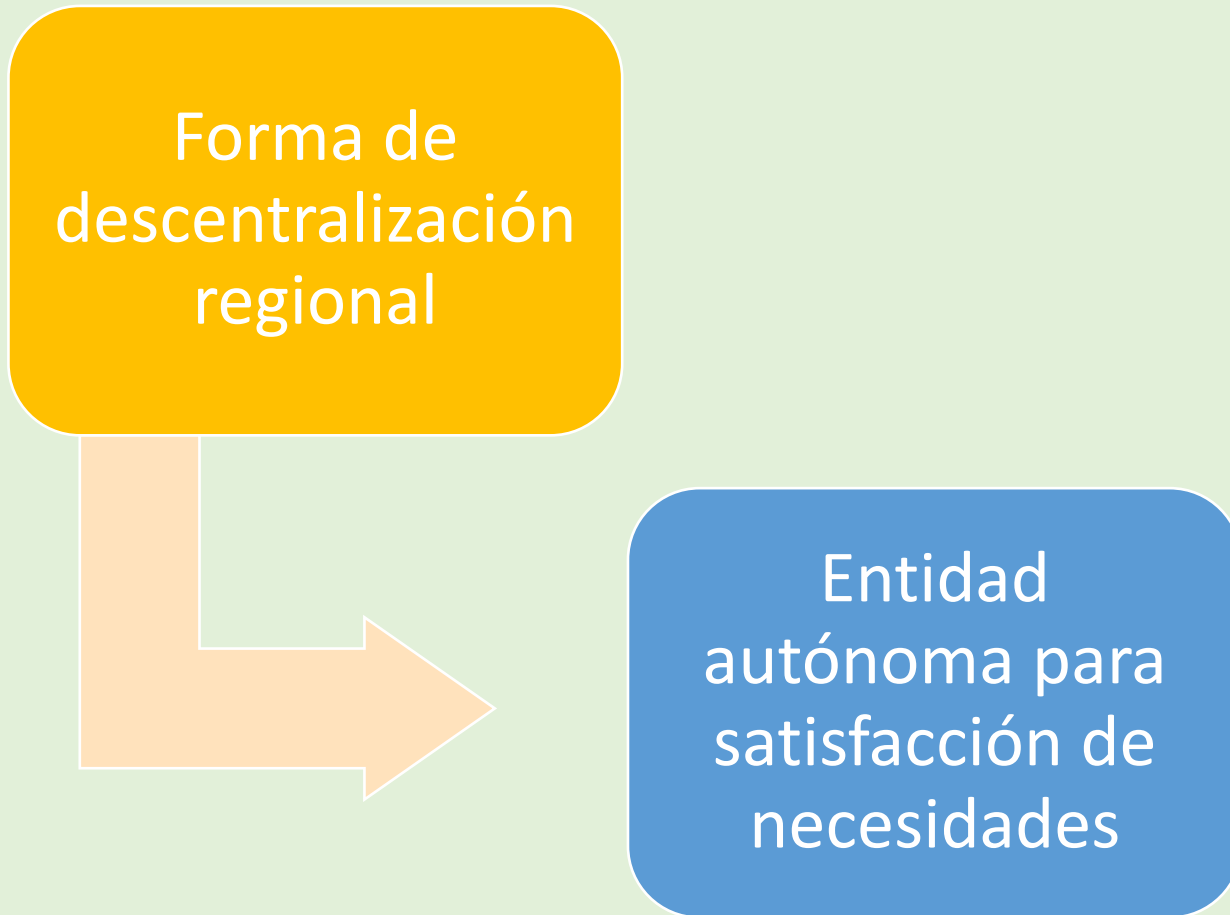 Forma de
descentralización
regional
Entidad
autónoma para
satisfacción de
necesidades